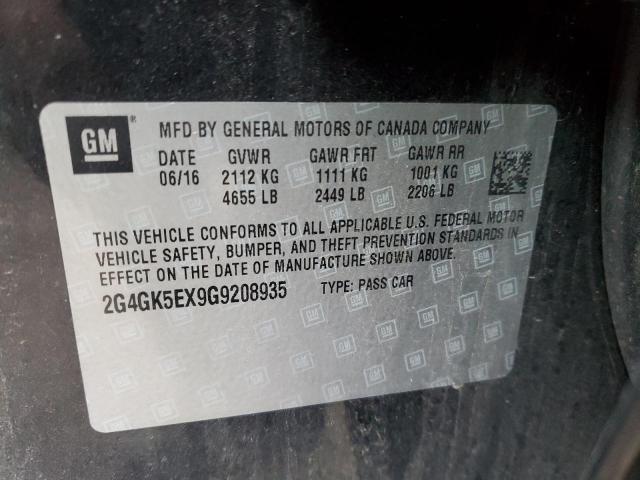 GM ® MFD BY GENERAL MOTORS OF CANADA COMPANY
DATE GVWR GAWR FRT GAWR RR
06/16 2112 KG 1111 KG 1001 KG
4655 LB 2449 LB 2206 LB
THIS VEHICLE CONFORMS TO ALL APPLICABLE U.S. FEDERAL MOTOR
VEHICLE SAFETY, BUMPER, AND THEFT PREVENTION STANDARDS IN
EFFECT ON THE DATE OF MANUFACTURE SHOWN ABOVE.
2G4GK5EX9G9208935 TYPE: PASS CAR